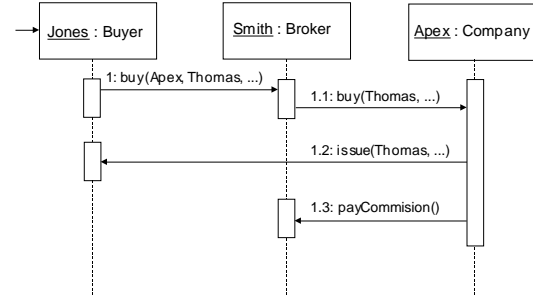 Jones : Buyer
Smith : Broker
Apex : Company
1: buy(Apex, Thomas, ...)
1.1: buy(Thomas, ...)
1.2: issue(Thomas, ...)
1.3: payCommision()